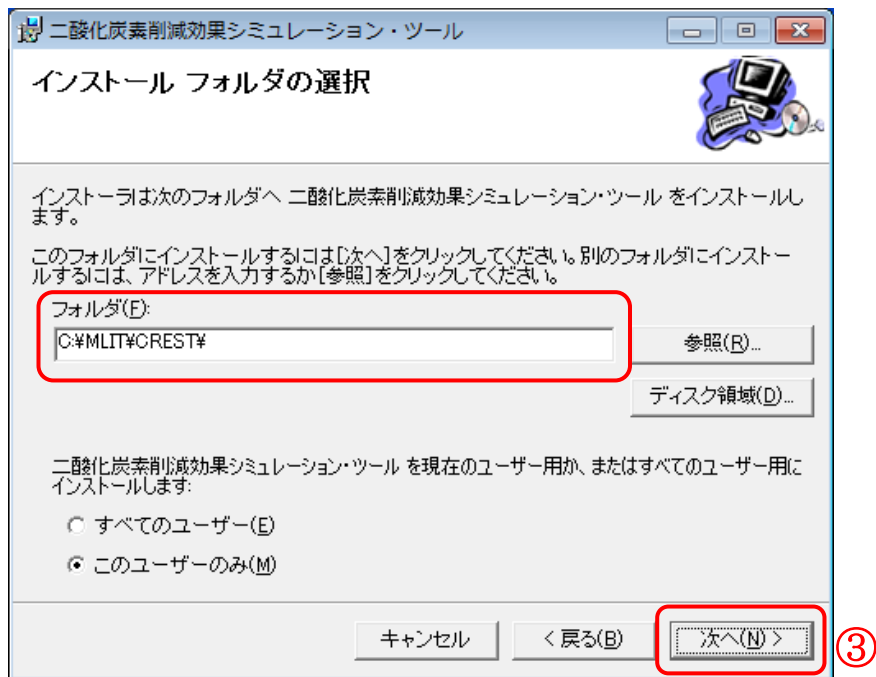 二酸化炭素削減効果シミュレーション・ツール
インストール フォルダの選択
インストーラは次のフォルダへ 二酸化炭素削減効果シミュレーション・ツール をインストールし
ます。
このフォルダにインストールするには[次へ]をクリックしてください。別のフォルダにインストー
ルするには、アドレスを入力するか[参照]をクリックしてください。
フォルダ(F):
C:¥MLIT¥CREST¥
参照(R)...
ディスク領域(D)...
二酸化炭素削減効果シミュレーション・ツール を現在のユーザー用か、またはすべてのユーザー用に
インストールします:
すべてのユーザー(E)
このユーザーのみ(M)
キャンセル
< 戻る(B)
次へ(N) >
③